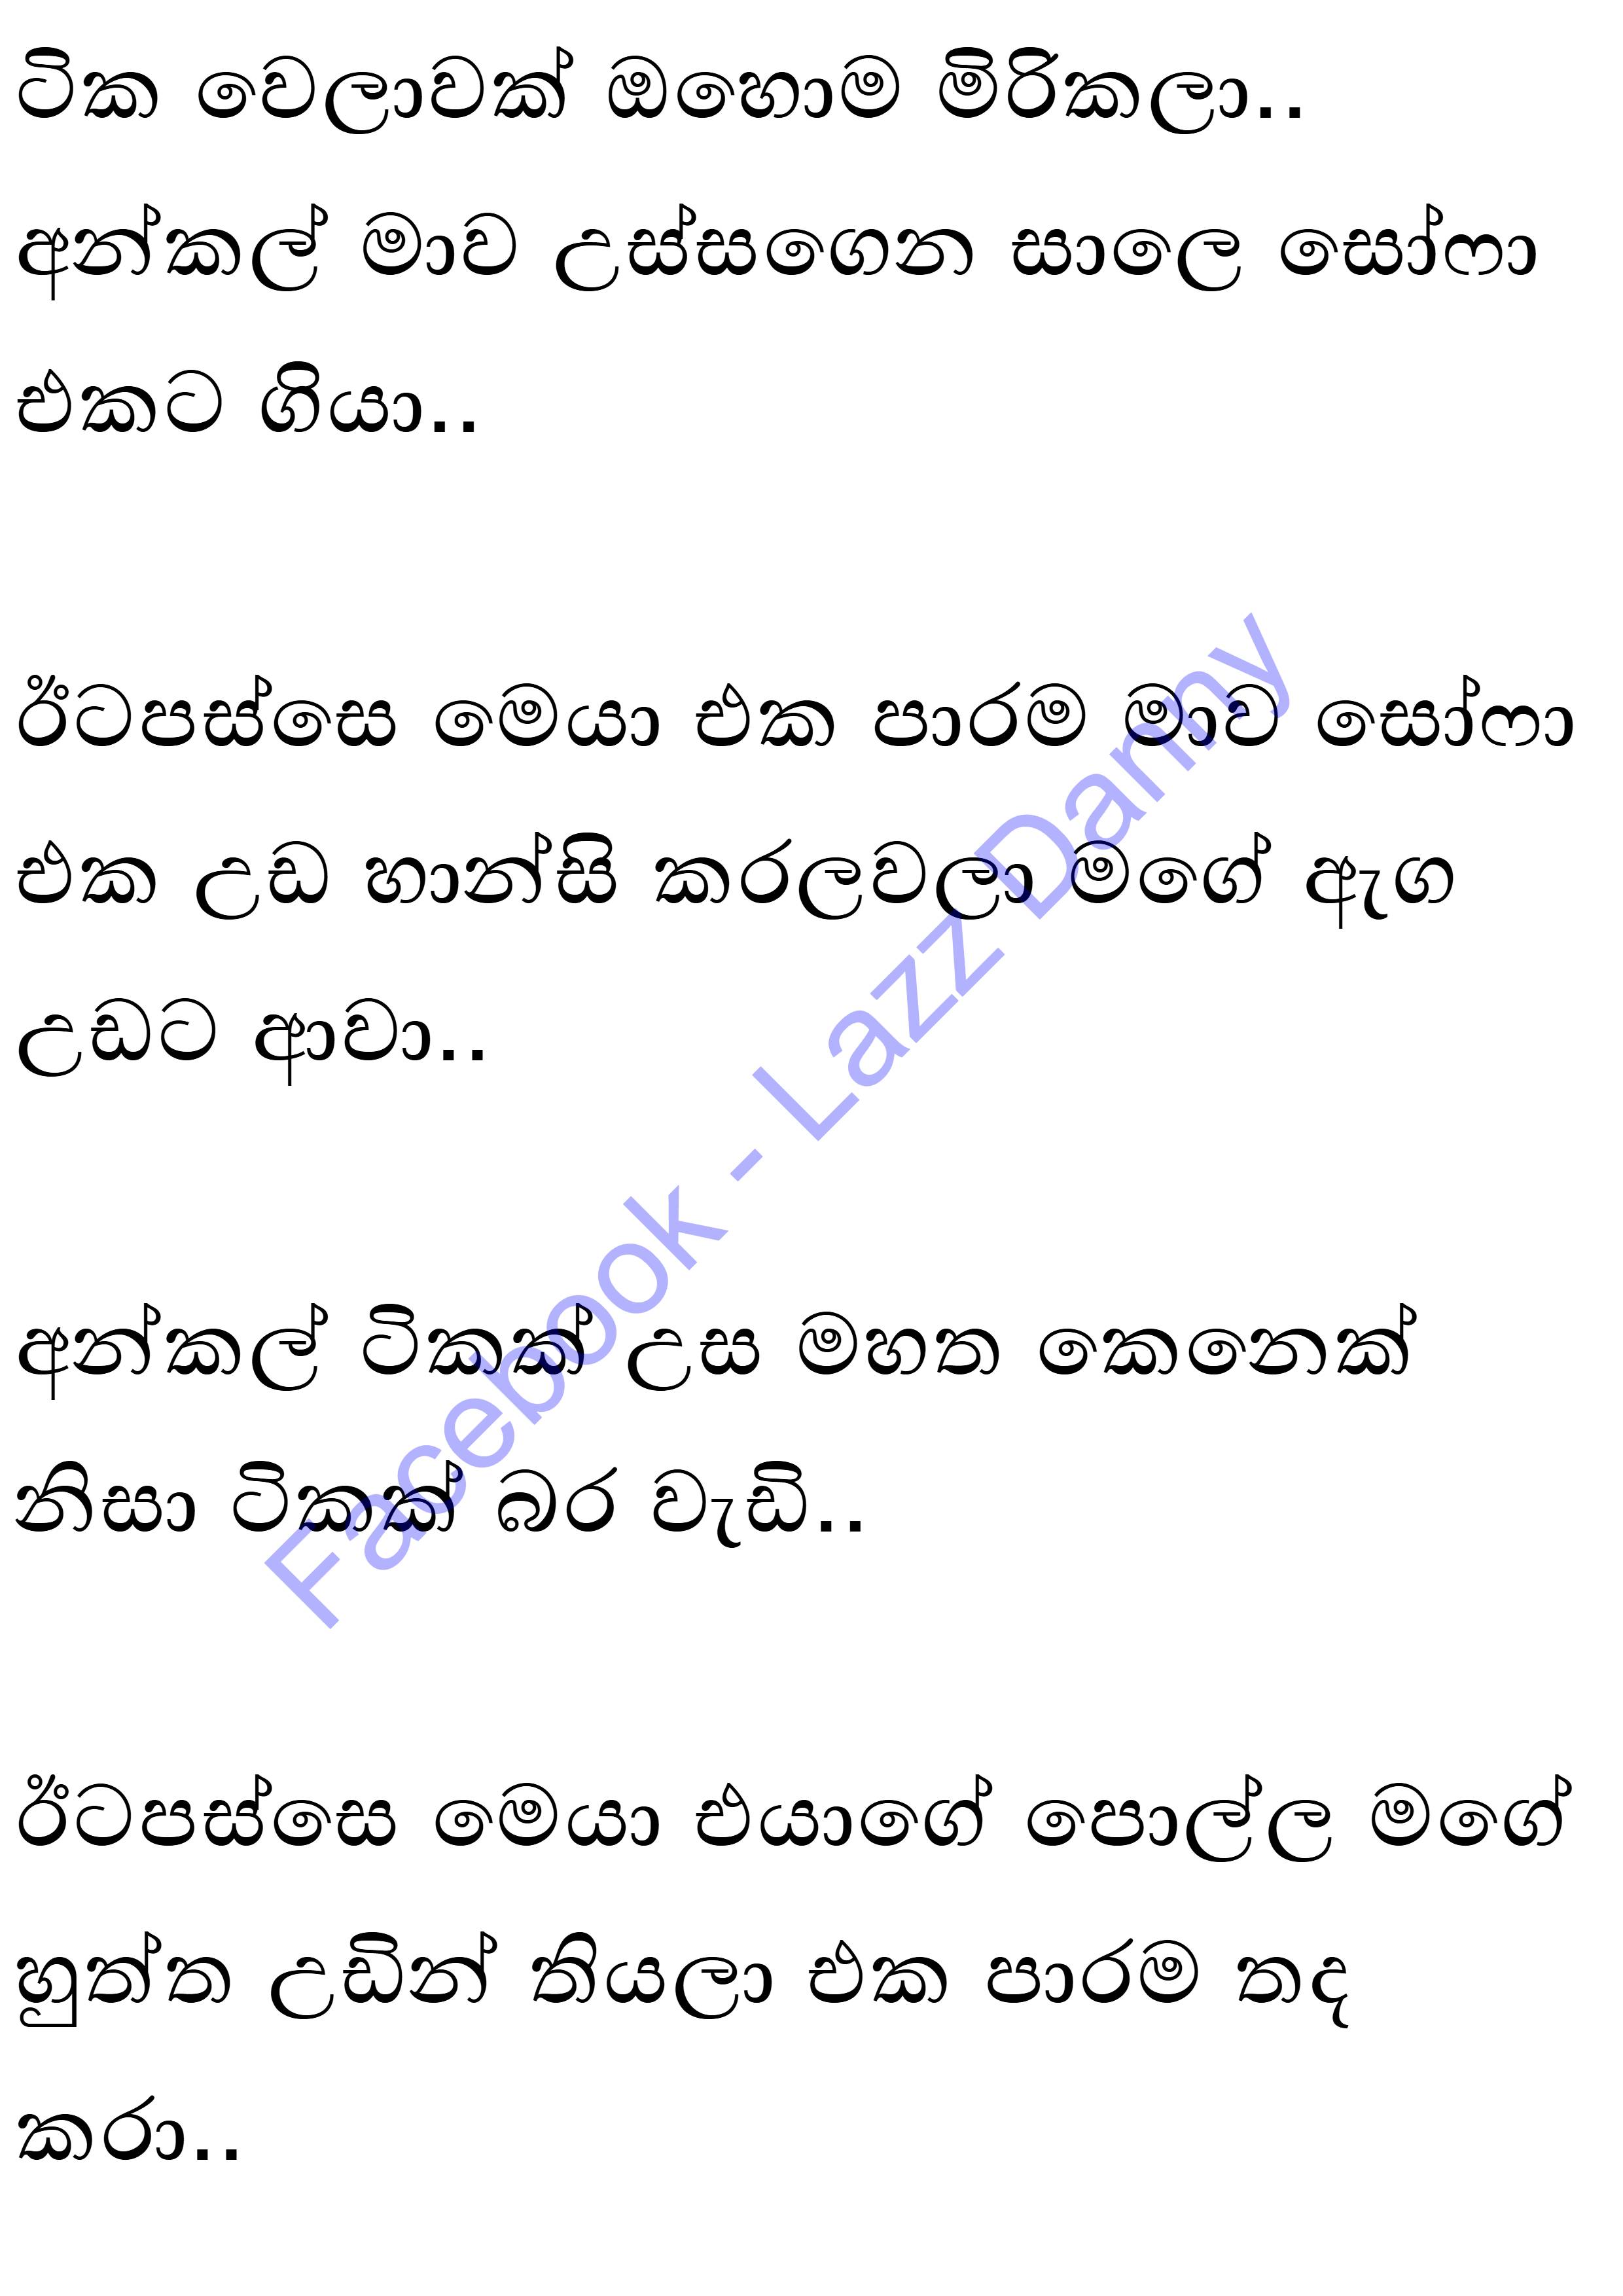 ටික වෙලාවක් ඔහොම මිරිකලා..
අන්කල් මාව උස්සගෙන සාලෙ සෝෆා
එකට ගියා..
ඊටපස්සෙ මෙයා එක පාරම මාව සෝෆා
එක උඩ හාන්සි කරලවලා මගේ ඇග
උඩට ආවා..
අන්කල් ටිකක් උස මහත කෙනෙක්
නිසා ටිකක් බර වැඩි..
ඊටපස්සෙ මෙයා එයාගේ පොල්ල මගේ
හුත්ත උඩින් තියලා එක පාරම තද
කරා..
Facebook - Lazz Danny